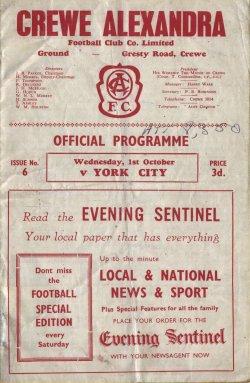 CREWE ALEXANDRA
Football Club Co. Limited
Ground — Gresty Road, Crewe
Directors
President
Secretary
OFFICIAL PROGRAMME
ISSUE No.
6
Wednesday, 1st October
v YORK CITY
PRICE
3d.
Read the EVENING SENTINEL
Your local paper that has everything
Dont miss
the
FOOTBALL
SPECIAL
EDITION
every
Saturday
Up to the minute
LOCAL & NATIONAL
NEWS & SPORT
Plus Special Features for all the family
PLACE YOUR ORDER FOR THE
Evening Sentinel
WITH YOUR NEWSAGENT NOW